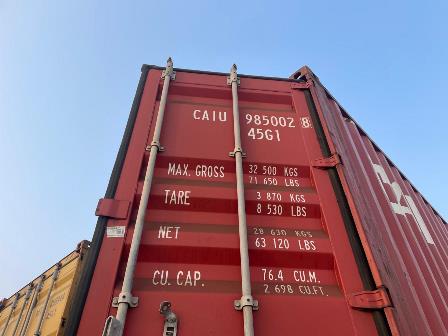 CAIU 985002 8
45G1
MAX. GROSS 32 500 KGS
71 650 LBS
TARE 3 870 KGS
8 530 LBS
NET 28 630 KGS
63 120 LBS
CU. CAP. 76.4 CU.M.
2 698 CU.FT.